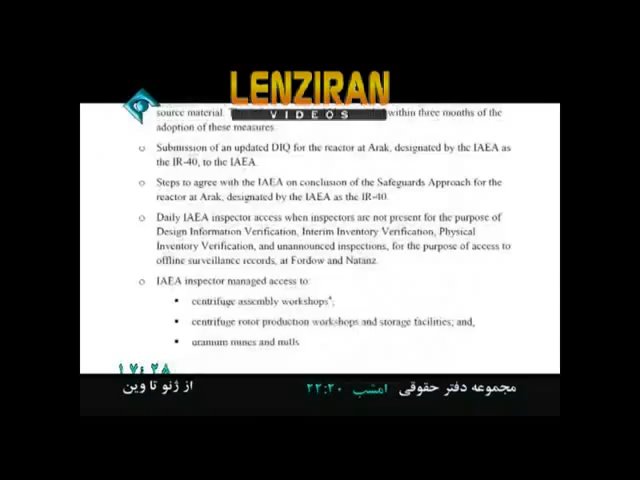 LENZIRAN
VIDEOS
source material. within three months of the
adoption of these measures.
o Submission of an updated DIQ for the reactor at Arak, designated by the IAEA as
the IR-40, to the IAEA.
o Steps to agree with the IAEA on conclusion of the Safeguards Approach for the
reactor at Arak, designated by the IAEA as the IR-40.
o Daily IAEA inspector access when inspectors are not present for the purpose of
Design Information Verification, Interim Inventory Verification, Physical
Inventory Verification, and unannounced inspections, for the purpose of access to
offline surveillance records, at Fordow and Natanz.
o IAEA inspector managed access to:
▪ centrifuge assembly workshops*;
▪ centrifuge rotor production workshops and storage facilities; and,
▪ uranium mines and mills
۱۷:۲۵
مجموعه دفتر حقوقی امشب ۲۲:۲۰ از ژنو تا وین